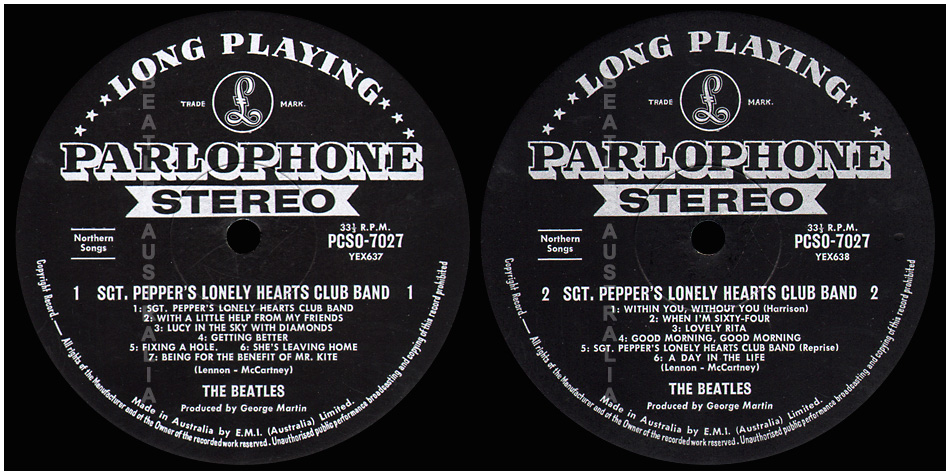 ★ ★ ★ ★ LONG PLAYING ★ ★ ★ ★
TRADE £ MARK.
PARLOPHONE
STEREO
33⅓ R.P.M.
PCSO-7027
YEX637
Northern
Songs
1 SGT. PEPPER'S LONELY HEARTS CLUB BAND 1
1: SGT. PEPPER'S LONELY HEARTS CLUB BAND
2: WITH A LITTLE HELP FROM MY FRIENDS
3: LUCY IN THE SKY WITH DIAMONDS
4: GETTING BETTER
5: FIXING A HOLE. 6: SHE'S LEAVING HOME
7: BEING FOR THE BENEFIT OF MR. KITE
(Lennon - McCartney)
THE BEATLES
Produced by George Martin
Made in Australia by E.M.I. (Australia) Limited.
Copyright Record.— All rights of the Manufacturer and of the Owner of the recorded work reserved. Unauthorised public performance broadcasting and copying of this record prohibited
BEATLES AUSTRALIA
★ ★ ★ ★ LONG PLAYING ★ ★ ★ ★
TRADE £ MARK.
PARLOPHONE
STEREO
33⅓ R.P.M.
PCSO-7027
YEX638
Northern
Songs
2 SGT. PEPPER'S LONELY HEARTS CLUB BAND 2
1: WITHIN YOU, WITHOUT YOU (Harrison)
2: WHEN I'M SIXTY-FOUR
3: LOVELY RITA
4: GOOD MORNING, GOOD MORNING
5: SGT. PEPPER'S LONELY HEARTS CLUB BAND (Reprise)
6: A DAY IN THE LIFE
(Lennon - McCartney)
THE BEATLES
Produced by George Martin
Made in Australia by E.M.I. (Australia) Limited.
Copyright Record.— All rights of the Manufacturer and of the Owner of the recorded work reserved. Unauthorised public performance broadcasting and copying of this record prohibited
BEATLES AUSTRALIA